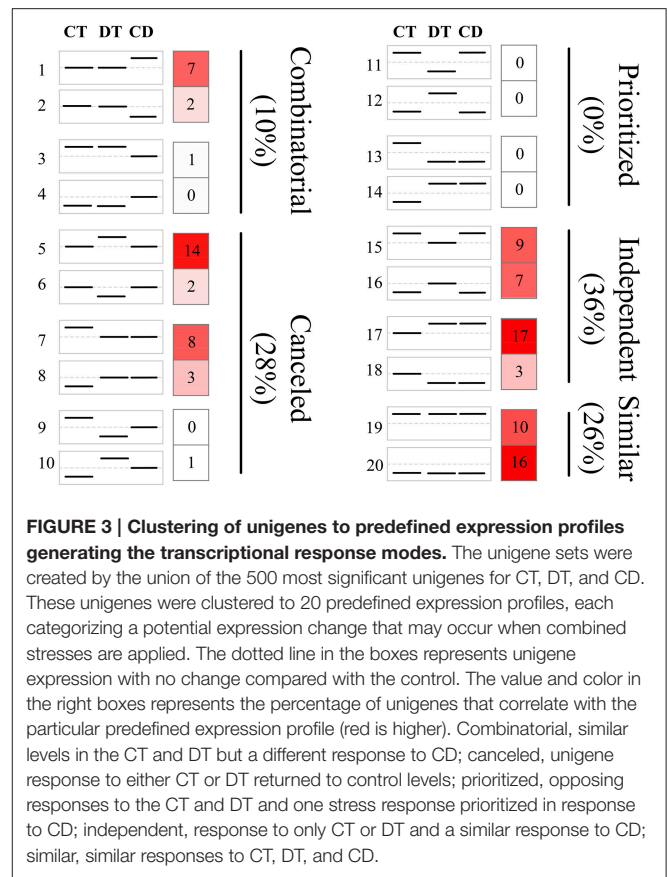 CT DT CD
1 7
2 2
3 1
4 0
Combinatorial
(10%)
5 14
6 2
7 8
8 3
9 0
10 1
Canceled
(28%)
CT DT CD
11 0
12 0
13 0
14 0
Prioritized
(0%)
15 9
16 7
17 17
18 3
Independent
(36%)
19 10
20 16
Similar
(26%)
FIGURE 3 | Clustering of unigenes to predefined expression profiles
generating the transcriptional response modes. The unigene sets were
created by the union of the 500 most significant unigenes for CT, DT, and CD.
These unigenes were clustered to 20 predefined expression profiles, each
categorizing a potential expression change that may occur when combined
stresses are applied. The dotted line in the boxes represents unigene
expression with no change compared with the control. The value and color in
the right boxes represents the percentage of unigenes that correlate with the
particular predefined expression profile (red is higher). Combinatorial, similar
levels in the CT and DT but a different response to CD; canceled, unigene
response to either CT or DT returned to control levels; prioritized, opposing
responses to the CT and DT and one stress response prioritized in response
to CD; independent, response to only CT or DT and a similar response to CD;
similar, similar responses to CT, DT, and CD.